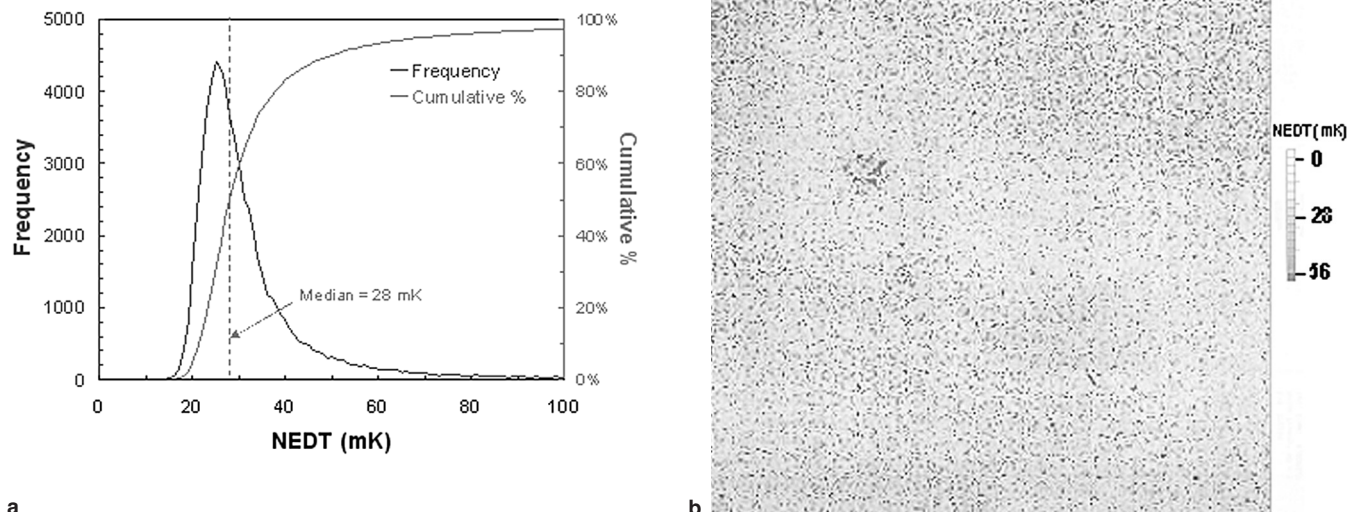 5000
4000
3000
2000
1000
0
Frequency
100%
80%
60%
40%
20%
0%
Cumulative %
Frequency
Cumulative %
Median = 28 mK
0 20 40 60 80 100
NEDT (mK)
a
NEDT(mK)
0
28
56
b